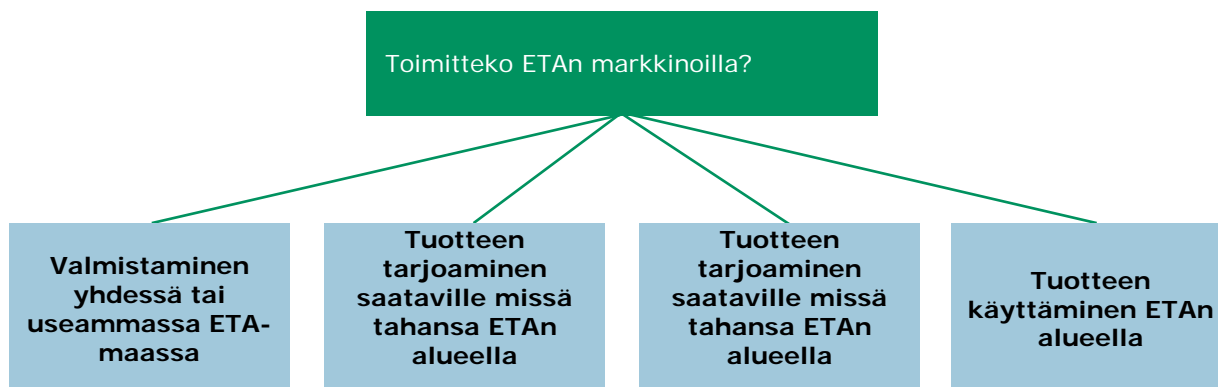 Toimitteko ETAn markkinoilla?
Valmistaminen
yhdessä tai
useammassa ETA-
maassa
Tuotteen
tarjoaminen
saataville missä
tahansa ETAn
alueella
Tuotteen
tarjoaminen
saataville missä
tahansa ETAn
alueella
Tuotteen
käyttäminen ETAn
alueella